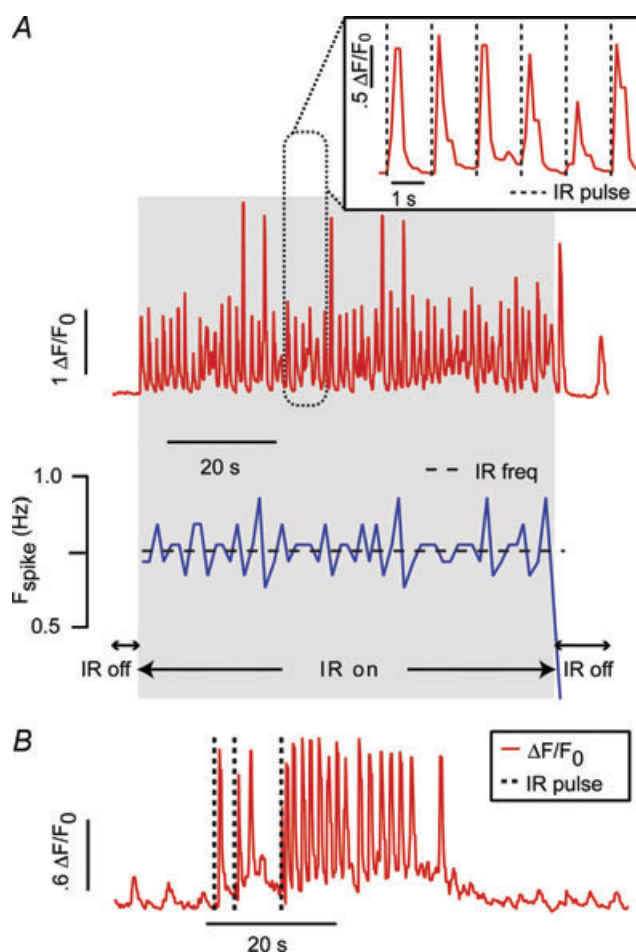 A
.5 ΔF/F0
1 s
IR pulse
1 ΔF/F0
20 s
IR freq
1.0
0.5
Fspike (Hz)
IR off
IR on
IR off
B
ΔF/F0
IR pulse
.6 ΔF/F0
20 s